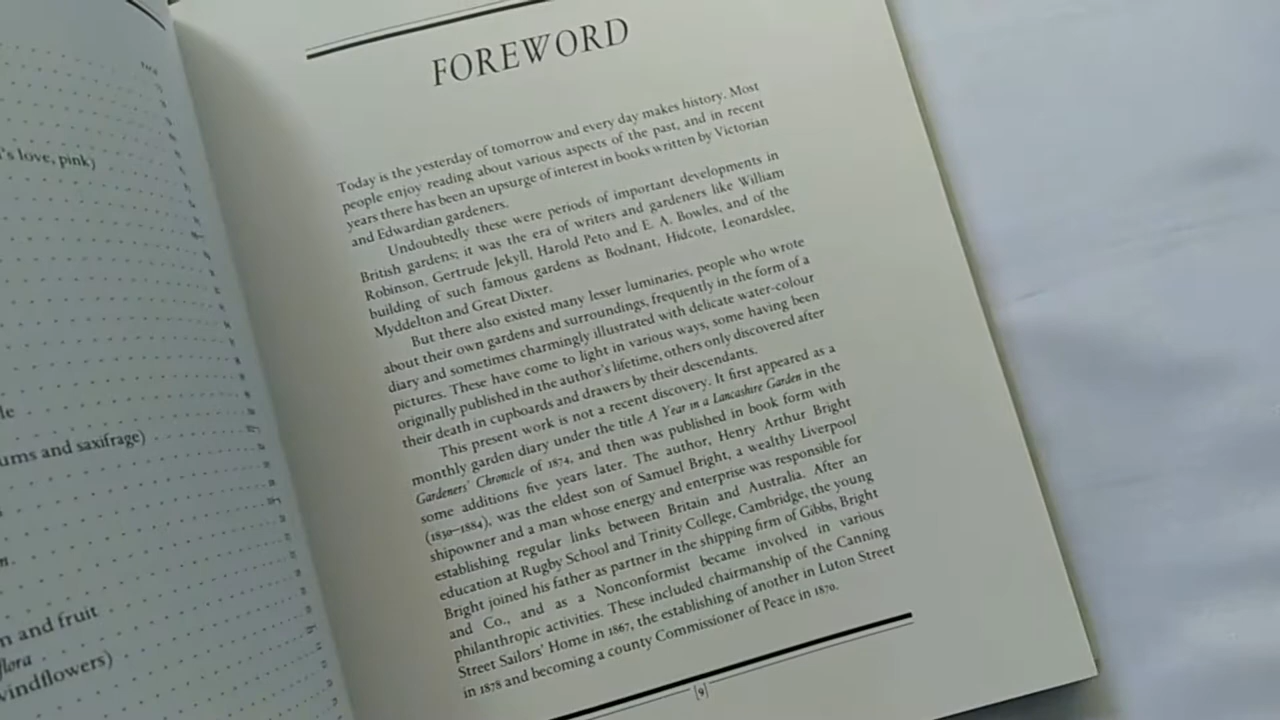 's love, pink)
ums and saxifrage)
n and fruit
flora
vindflowers)
FOREWORD
Today is the yesterday of tomorrow and every day makes history. Most
people enjoy reading about various aspects of the past, and in recent
years there has been an upsurge of interest in books written by Victorian
and Edwardian gardeners.
Undoubtedly these were periods of important developments in
British gardens; it was the era of writers and gardeners like William
Robinson, Gertrude Jekyll, Harold Peto and E. A. Bowles, and of the
building of such famous gardens as Bodnant, Hidcote, Leonardslee,
Myddelton and Great Dixter.
But there also existed many lesser luminaries, people who wrote
about their own gardens and surroundings, frequently in the form of a
diary and sometimes charmingly illustrated with delicate water-colour
pictures. These have come to light in various ways, some having been
originally published in the author's lifetime, others only discovered after
their death in cupboards and drawers by their descendants.
This present work is not a recent discovery. It first appeared as a
monthly garden diary under the title A Year in a Lancashire Garden in the
Gardeners' Chronicle of 1874, and then was published in book form with
some additions five years later. The author, Henry Arthur Bright
(1830–1884), was the eldest son of Samuel Bright, a wealthy Liverpool
shipowner and a man whose energy and enterprise was responsible for
establishing regular links between Britain and Australia. After an
education at Rugby School and Trinity College, Cambridge, the young
Bright joined his father as partner in the shipping firm of Gibbs, Bright
and Co., and as a Nonconformist became involved in various
philanthropic activities. These included chairmanship of the Canning
Street Sailors' Home in 1867, the establishing of another in Luton Street
in 1878 and becoming a county Commissioner of Peace in 1870.
[9]